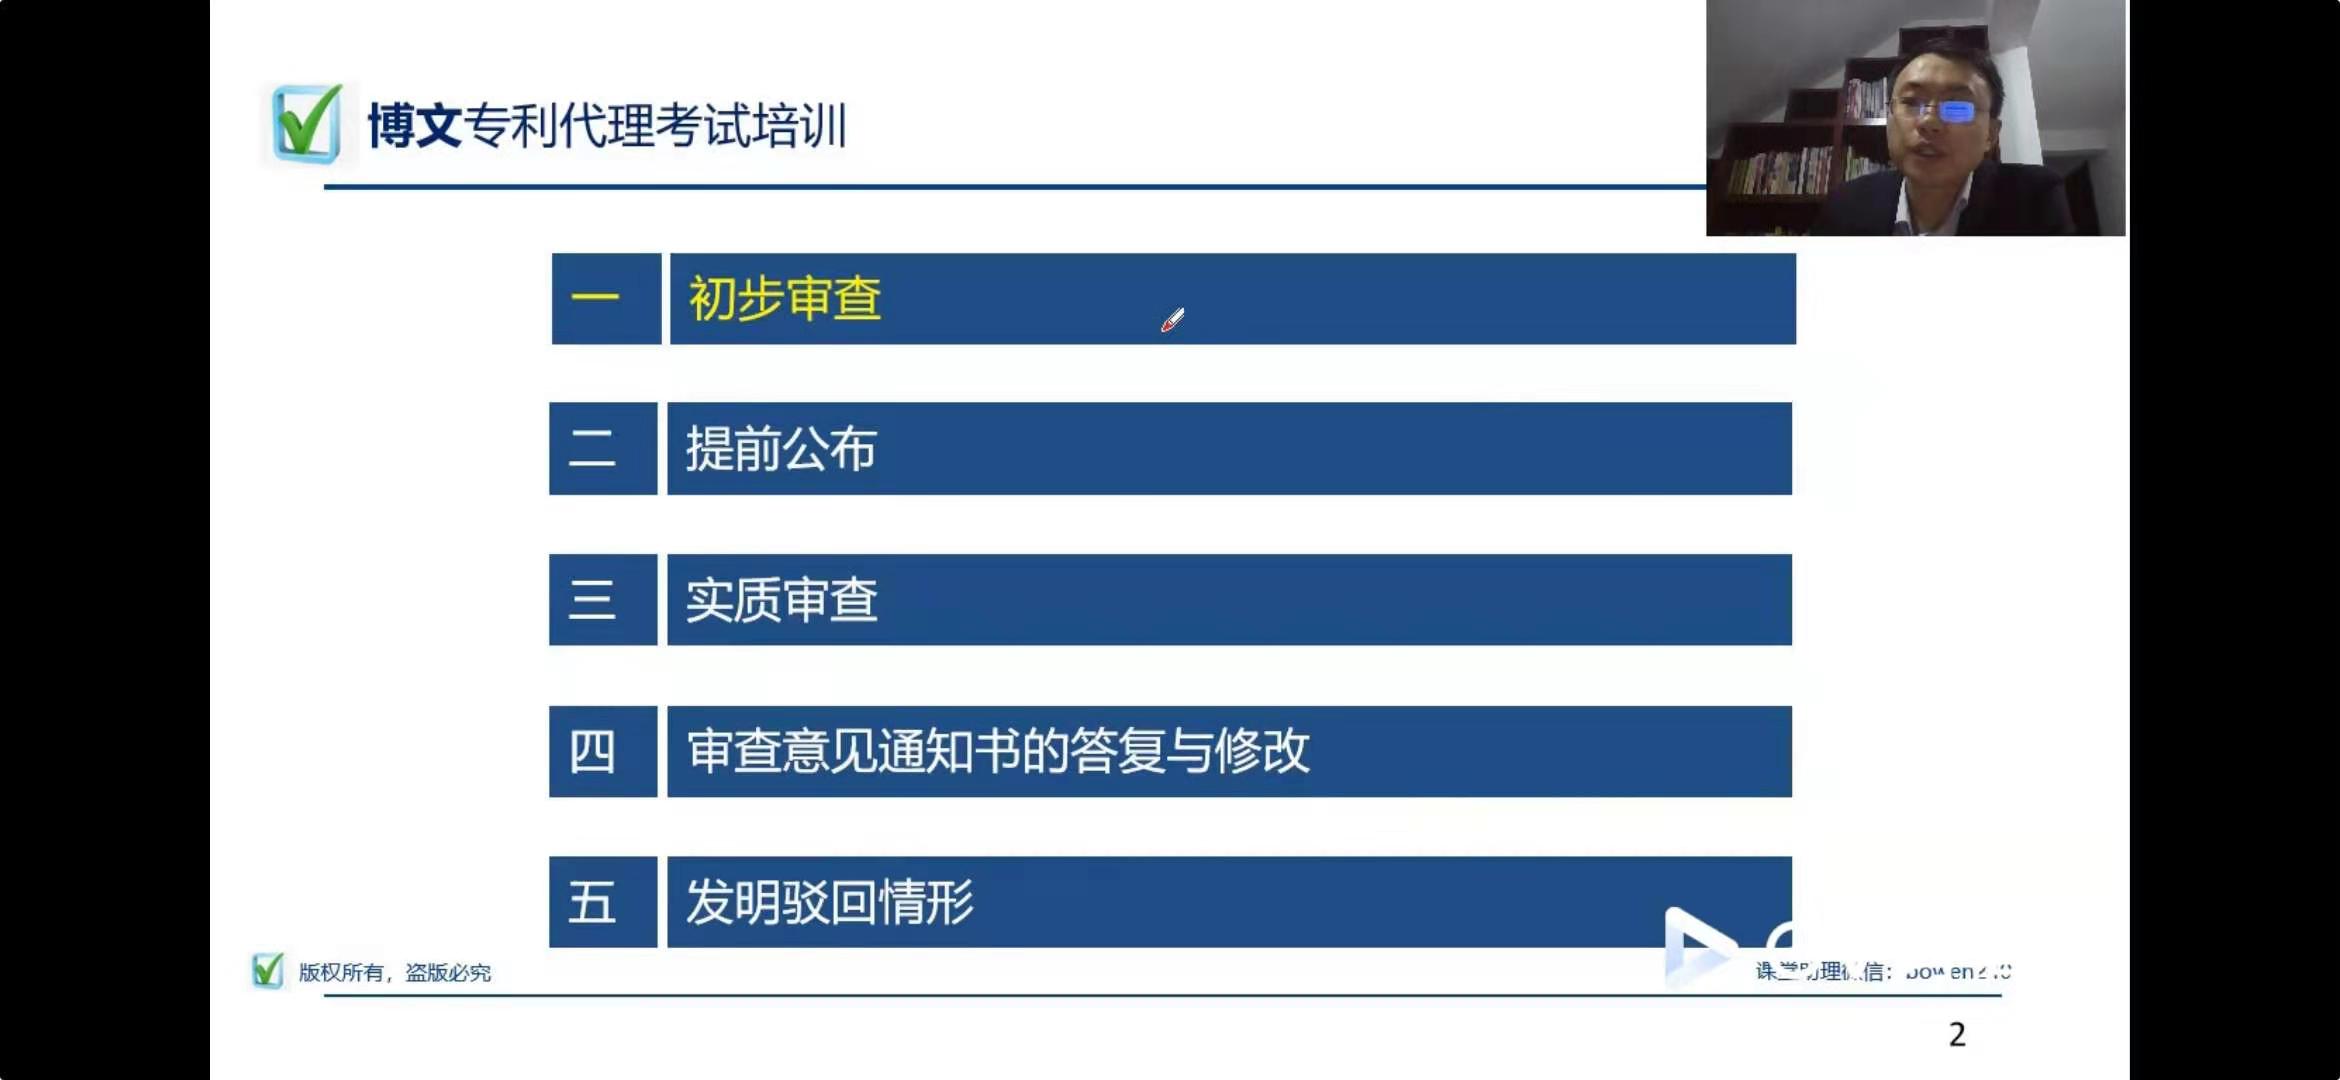 博文专利代理考试培训
一 初步审查
二 提前公布
三 实质审查
四 审查意见通知书的答复与修改
五 发明驳回情形
版权所有，盗版必究
课堂助理微信：
2